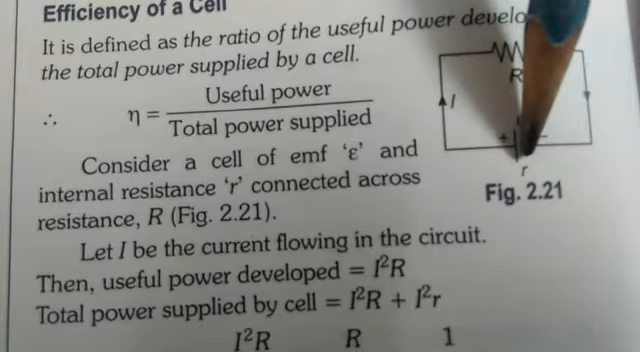 Efficiency of a Cell
It is defined as the ratio of the useful power
the total power supplied by a cell.
∴ η = Useful power / Total power supplied
Consider a cell of emf 'ε' and
internal resistance 'r' connected across
resistance, R (Fig. 2.21).
Let I be the current flowing in the circuit.
Then, useful power developed = I²R
Total power supplied by cell = I²R + I²r
I²R R 1
R
I
+ −
r
Fig. 2.21